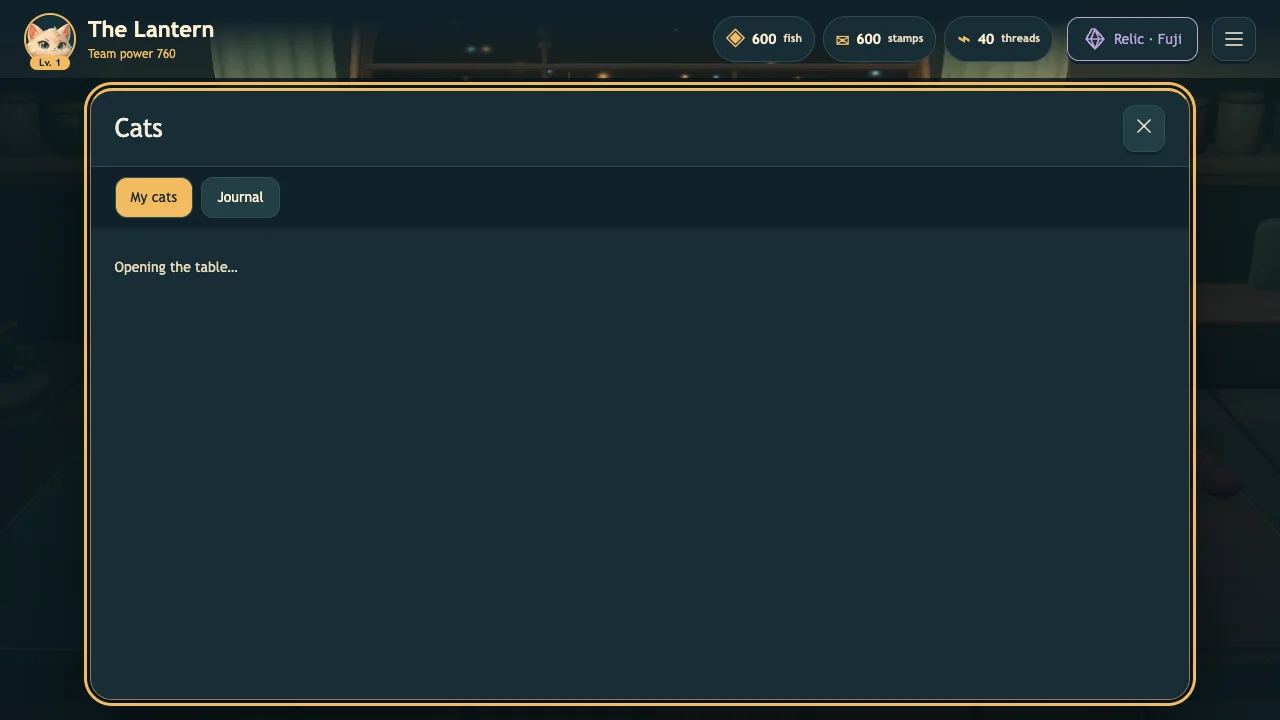 The Lantern
Team power 760
Lv. 1
600 fish
600 stamps
40 threads
Relic · Fuji
Cats
My cats
Journal
Opening the table…